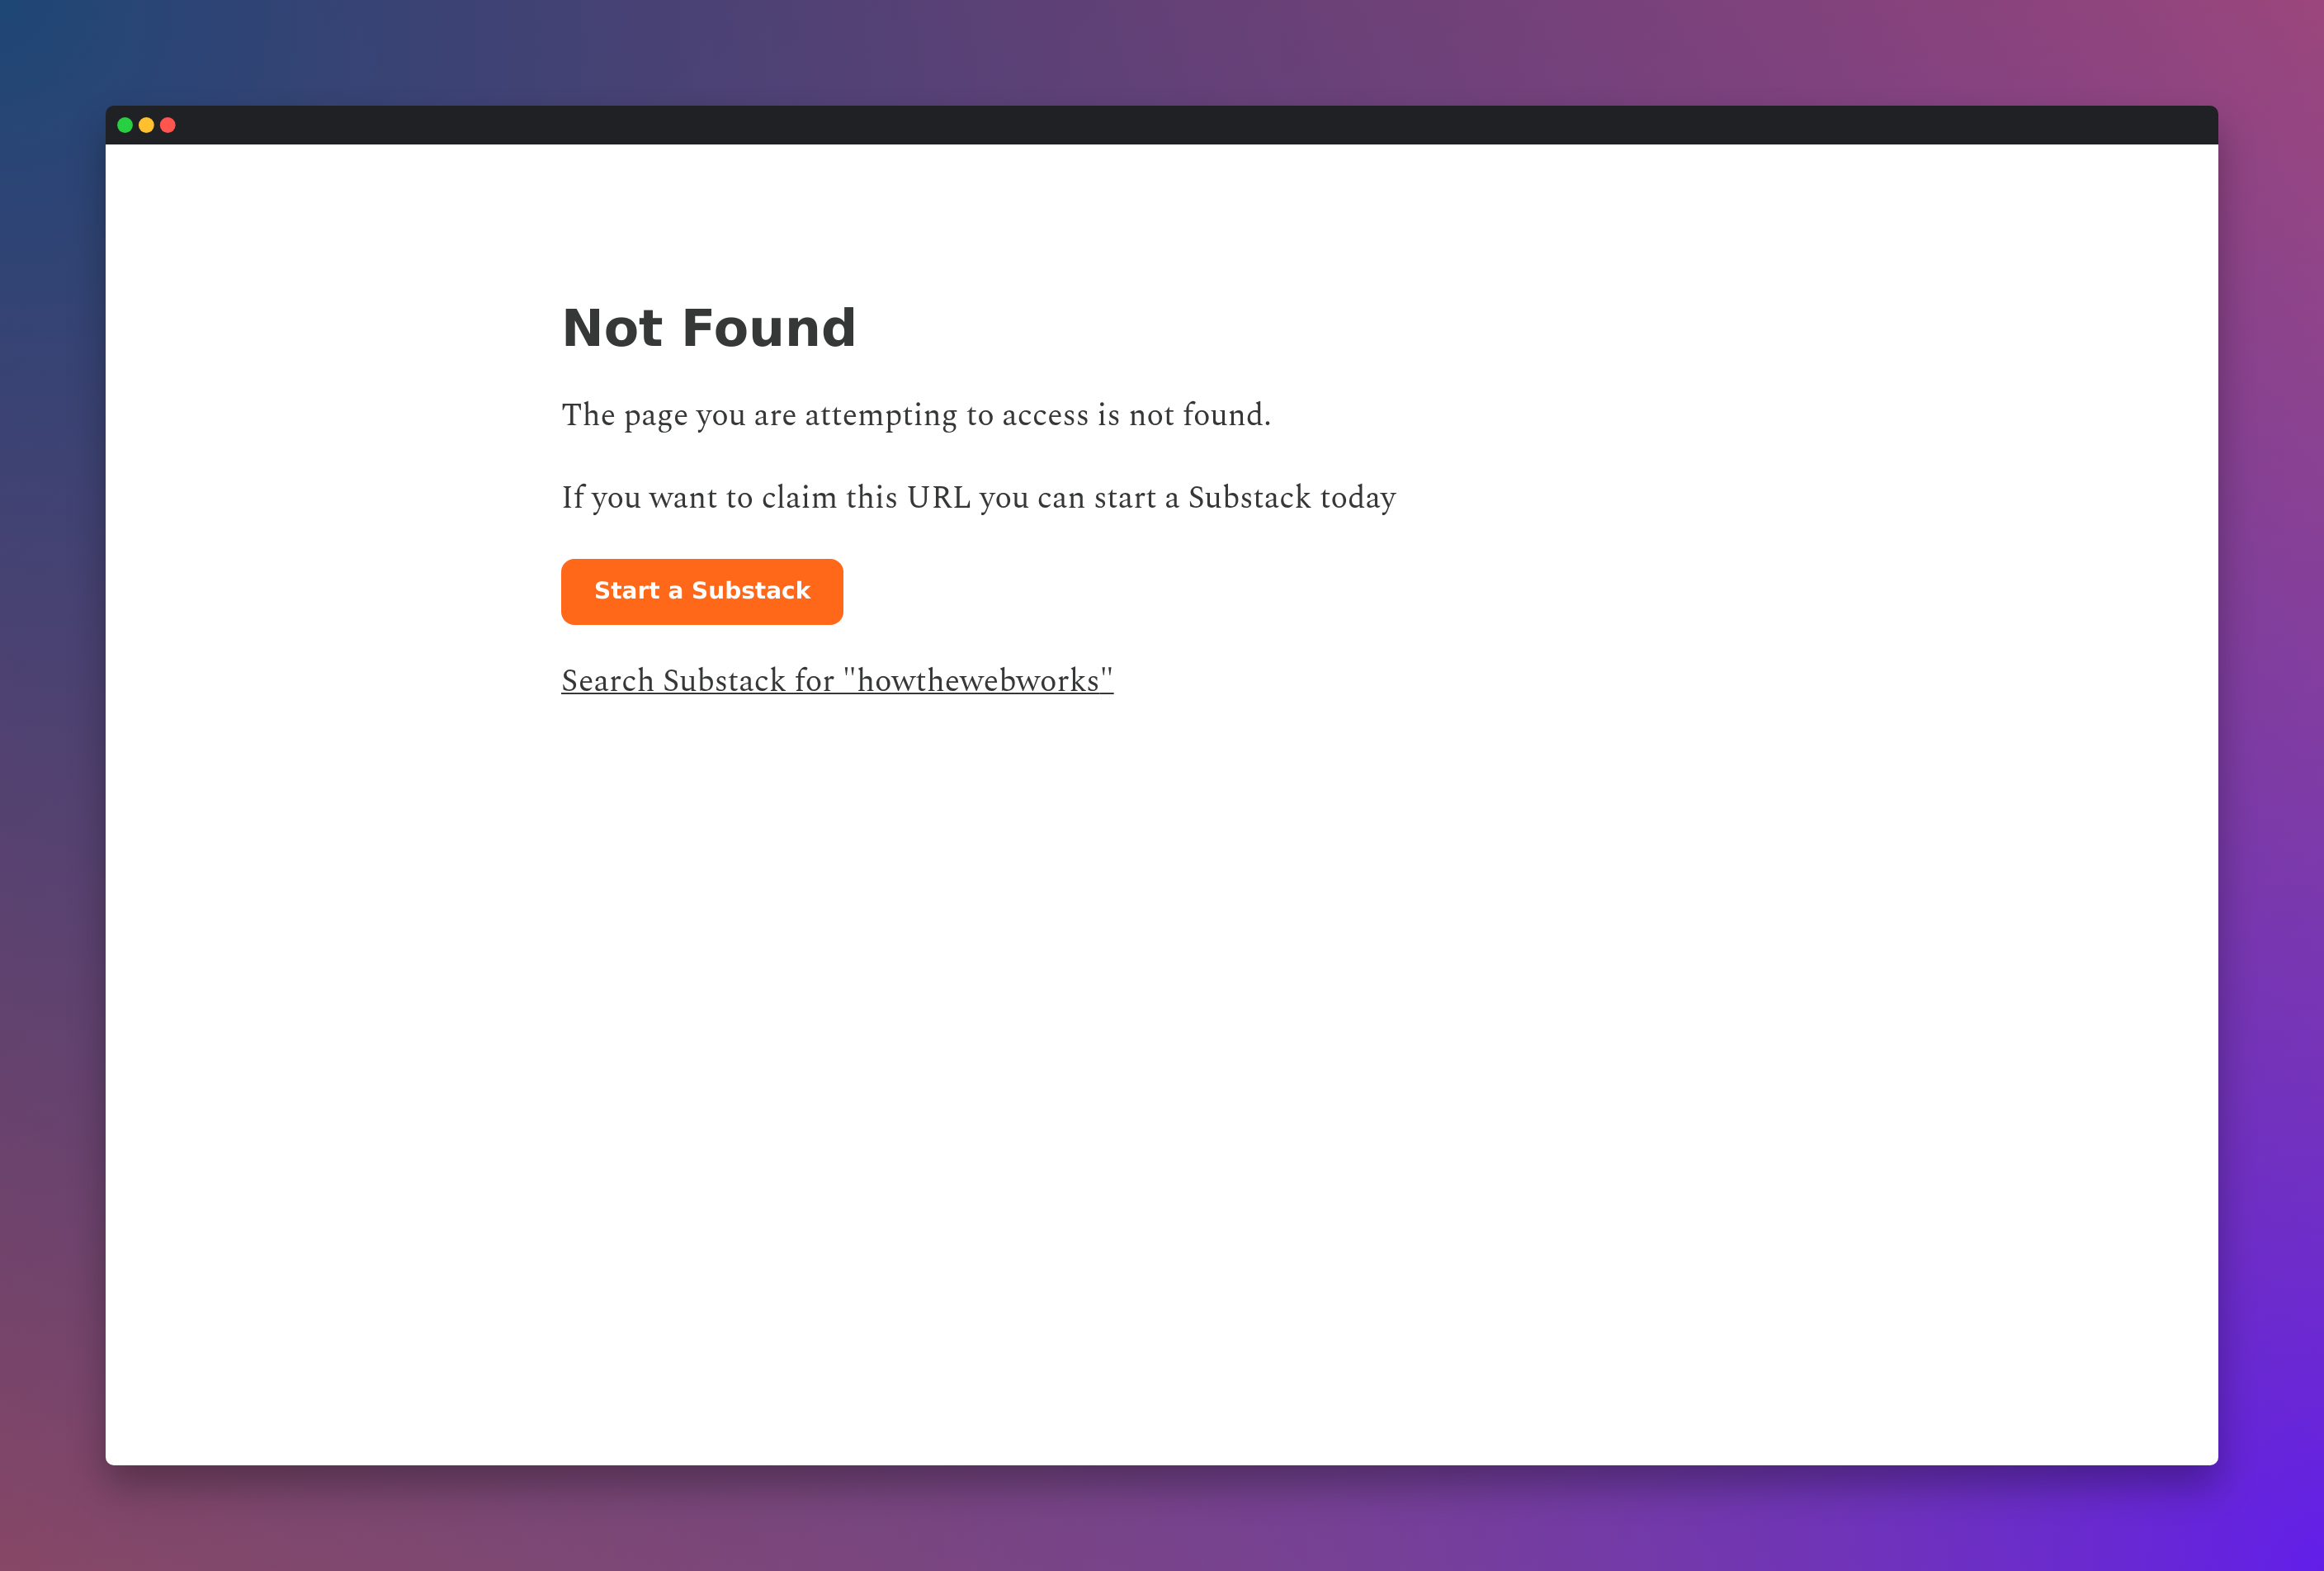 Not Found
The page you are attempting to access is not found.
If you want to claim this URL you can start a Substack today
Start a Substack
Search Substack for "howthewebworks"